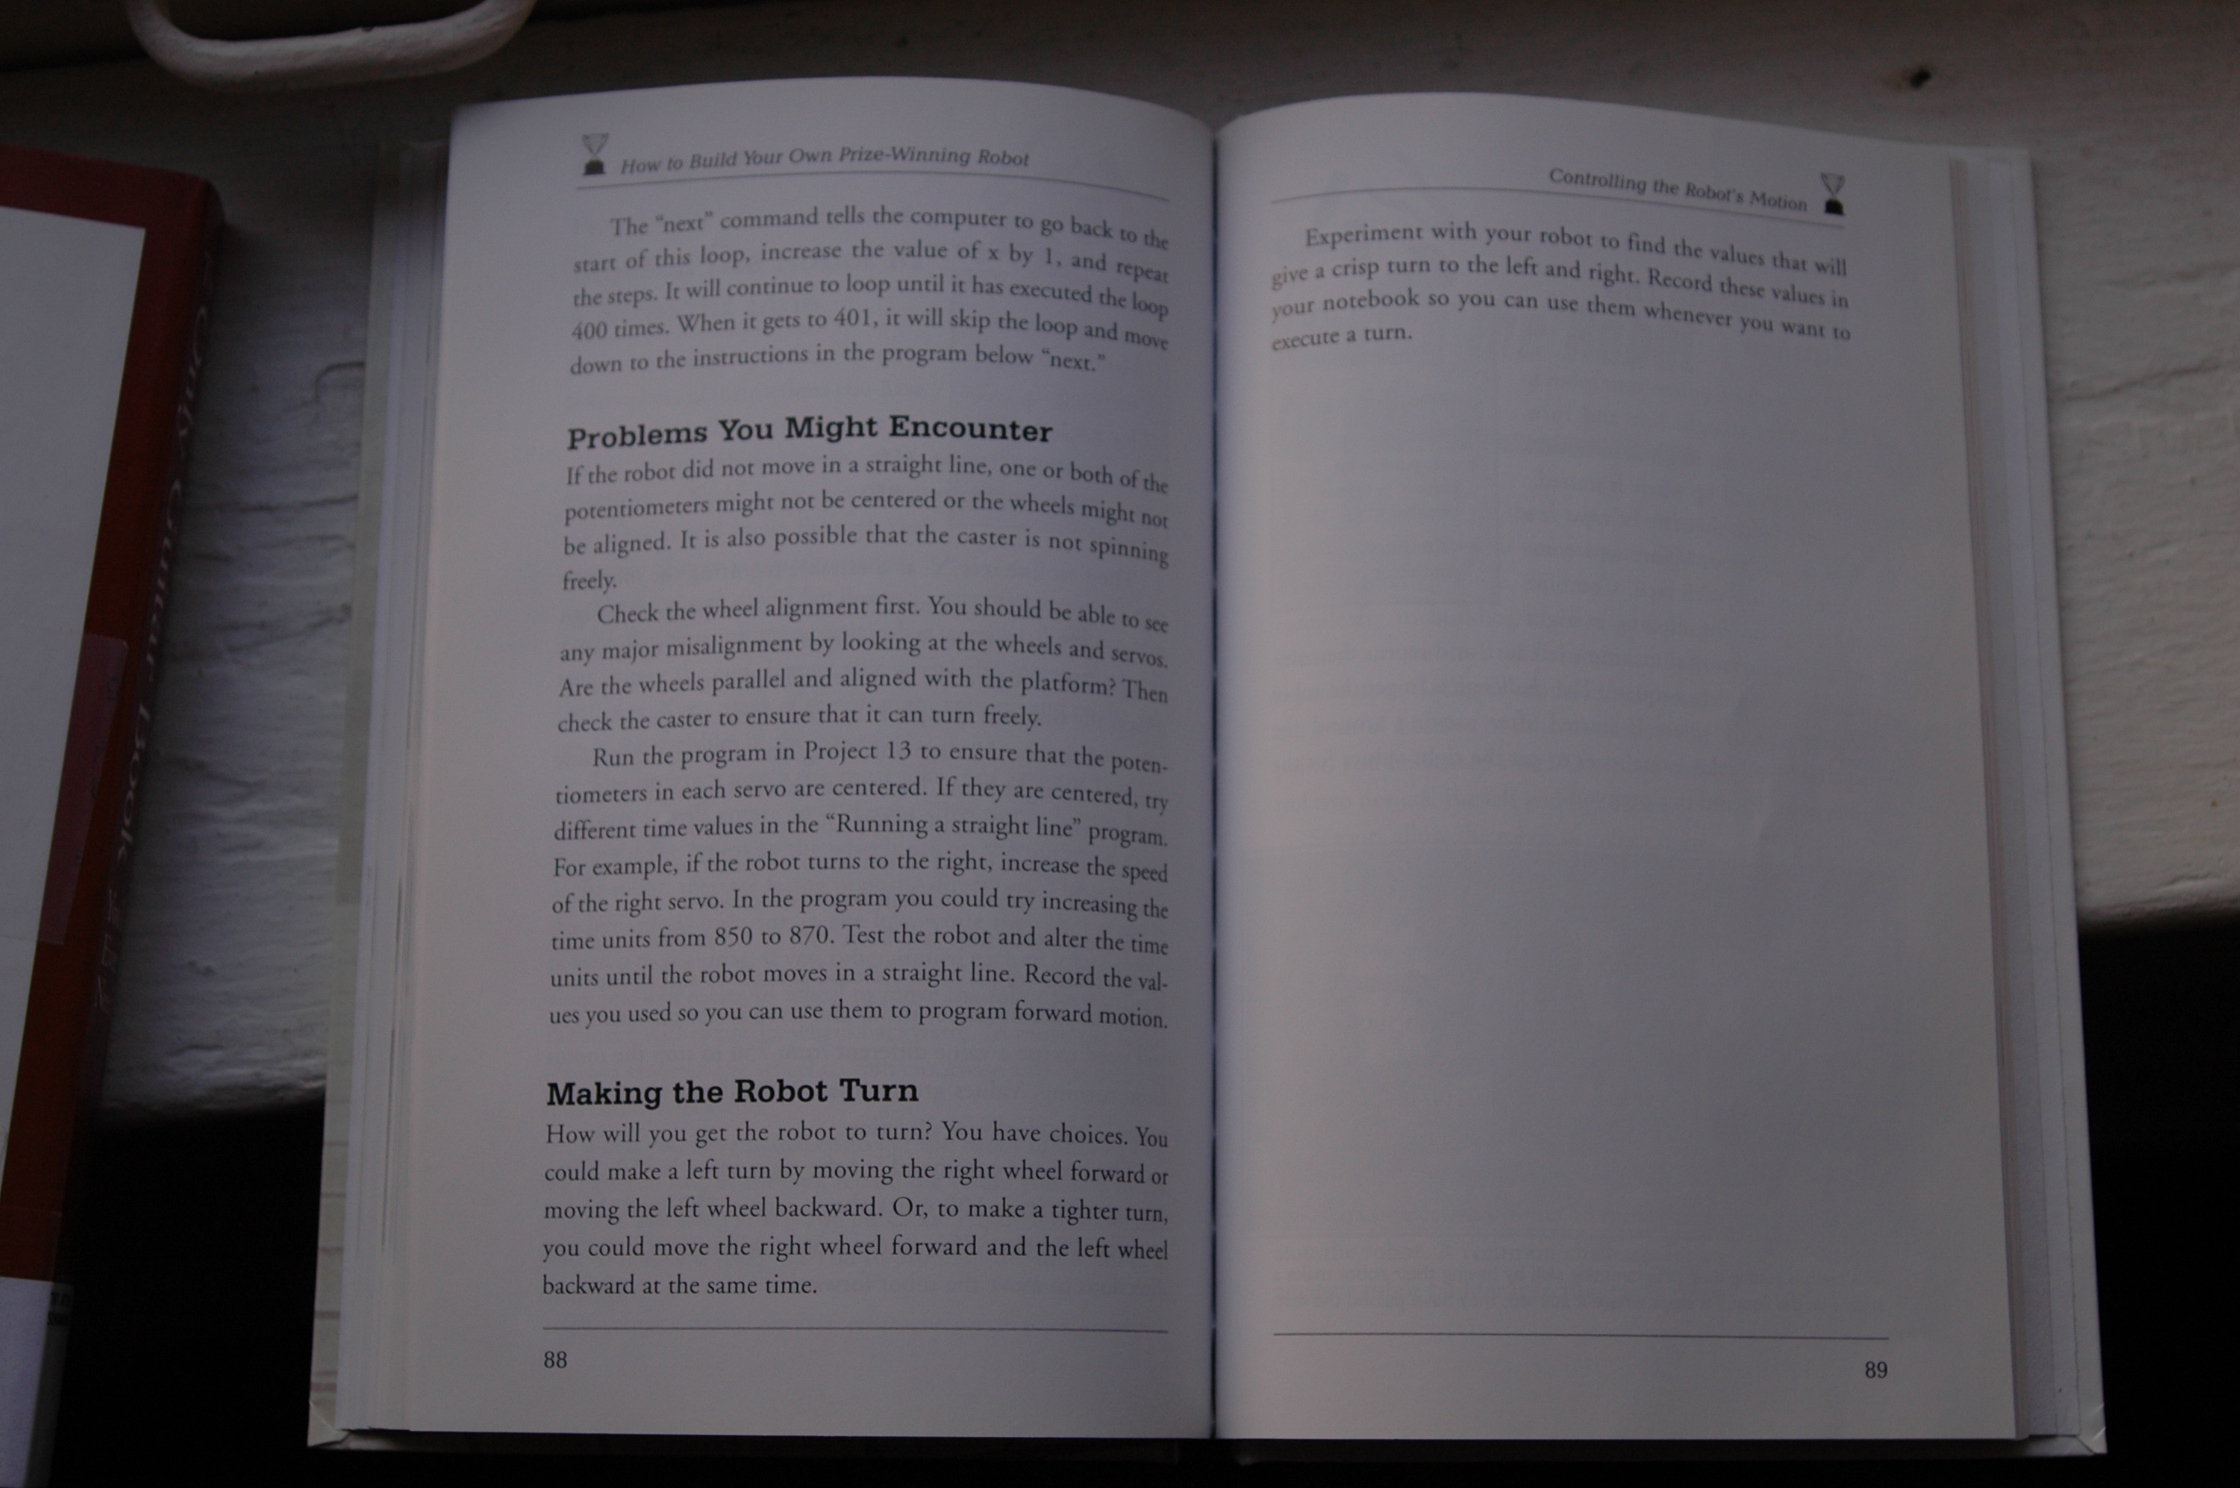 How to Build Your Own Prize-Winning Robot
The “next” command tells the computer to go back to the
start of this loop, increase the value of x by 1, and repeat
the steps. It will continue to loop until it has executed the loop
400 times. When it gets to 401, it will skip the loop and move
down to the instructions in the program below “next.”
Problems You Might Encounter
If the robot did not move in a straight line, one or both of the
potentiometers might not be centered or the wheels might not
be aligned. It is also possible that the caster is not spinning
freely.
Check the wheel alignment first. You should be able to see
any major misalignment by looking at the wheels and servos.
Are the wheels parallel and aligned with the platform? Then
check the caster to ensure that it can turn freely.
Run the program in Project 13 to ensure that the poten-
tiometers in each servo are centered. If they are centered, try
different time values in the “Running a straight line” program.
For example, if the robot turns to the right, increase the speed
of the right servo. In the program you could try increasing the
time units from 850 to 870. Test the robot and alter the time
units until the robot moves in a straight line. Record the val-
ues you used so you can use them to program forward motion.
Making the Robot Turn
How will you get the robot to turn? You have choices. You
could make a left turn by moving the right wheel forward or
moving the left wheel backward. Or, to make a tighter turn,
you could move the right wheel forward and the left wheel
backward at the same time.
88
Controlling the Robot's Motion
Experiment with your robot to find the values that will
give a crisp turn to the left and right. Record these values in
your notebook so you can use them whenever you want to
execute a turn.
89
Only Guitar Book